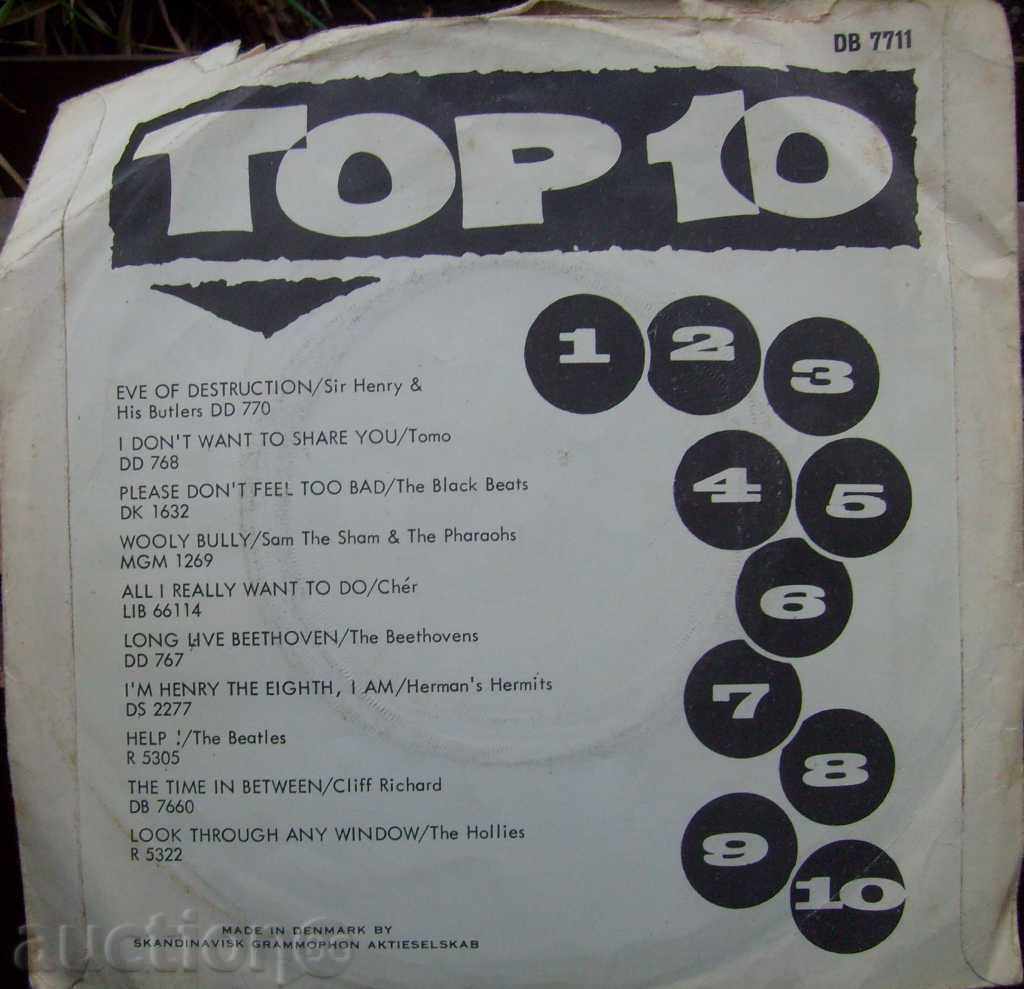 DB 7711
TOP 10
1 2 3
EVE OF DESTRUCTION/Sir Henry &
His Butlers DD 770
I DON'T WANT TO SHARE YOU/Tomo
DD 768
4 5
PLEASE DON'T FEEL TOO BAD/The Black Beats
DK 1632
WOOLY BULLY/Sam The Sham & The Pharaohs
MGM 1269
6
ALL I REALLY WANT TO DO/Chér
LIB 66114
LONG LIVE BEETHOVEN/The Beethovens
DD 767
7
I'M HENRY THE EIGHTH, I AM/Herman's Hermits
DS 2277
HELP !/The Beatles
R 5305
8
THE TIME IN BETWEEN/Cliff Richard
DB 7660
9
LOOK THROUGH ANY WINDOW/The Hollies
R 5322
10
MADE IN DENMARK BY
SKANDINAVISK GRAMMOPHON AKTIESELSKAB
auction